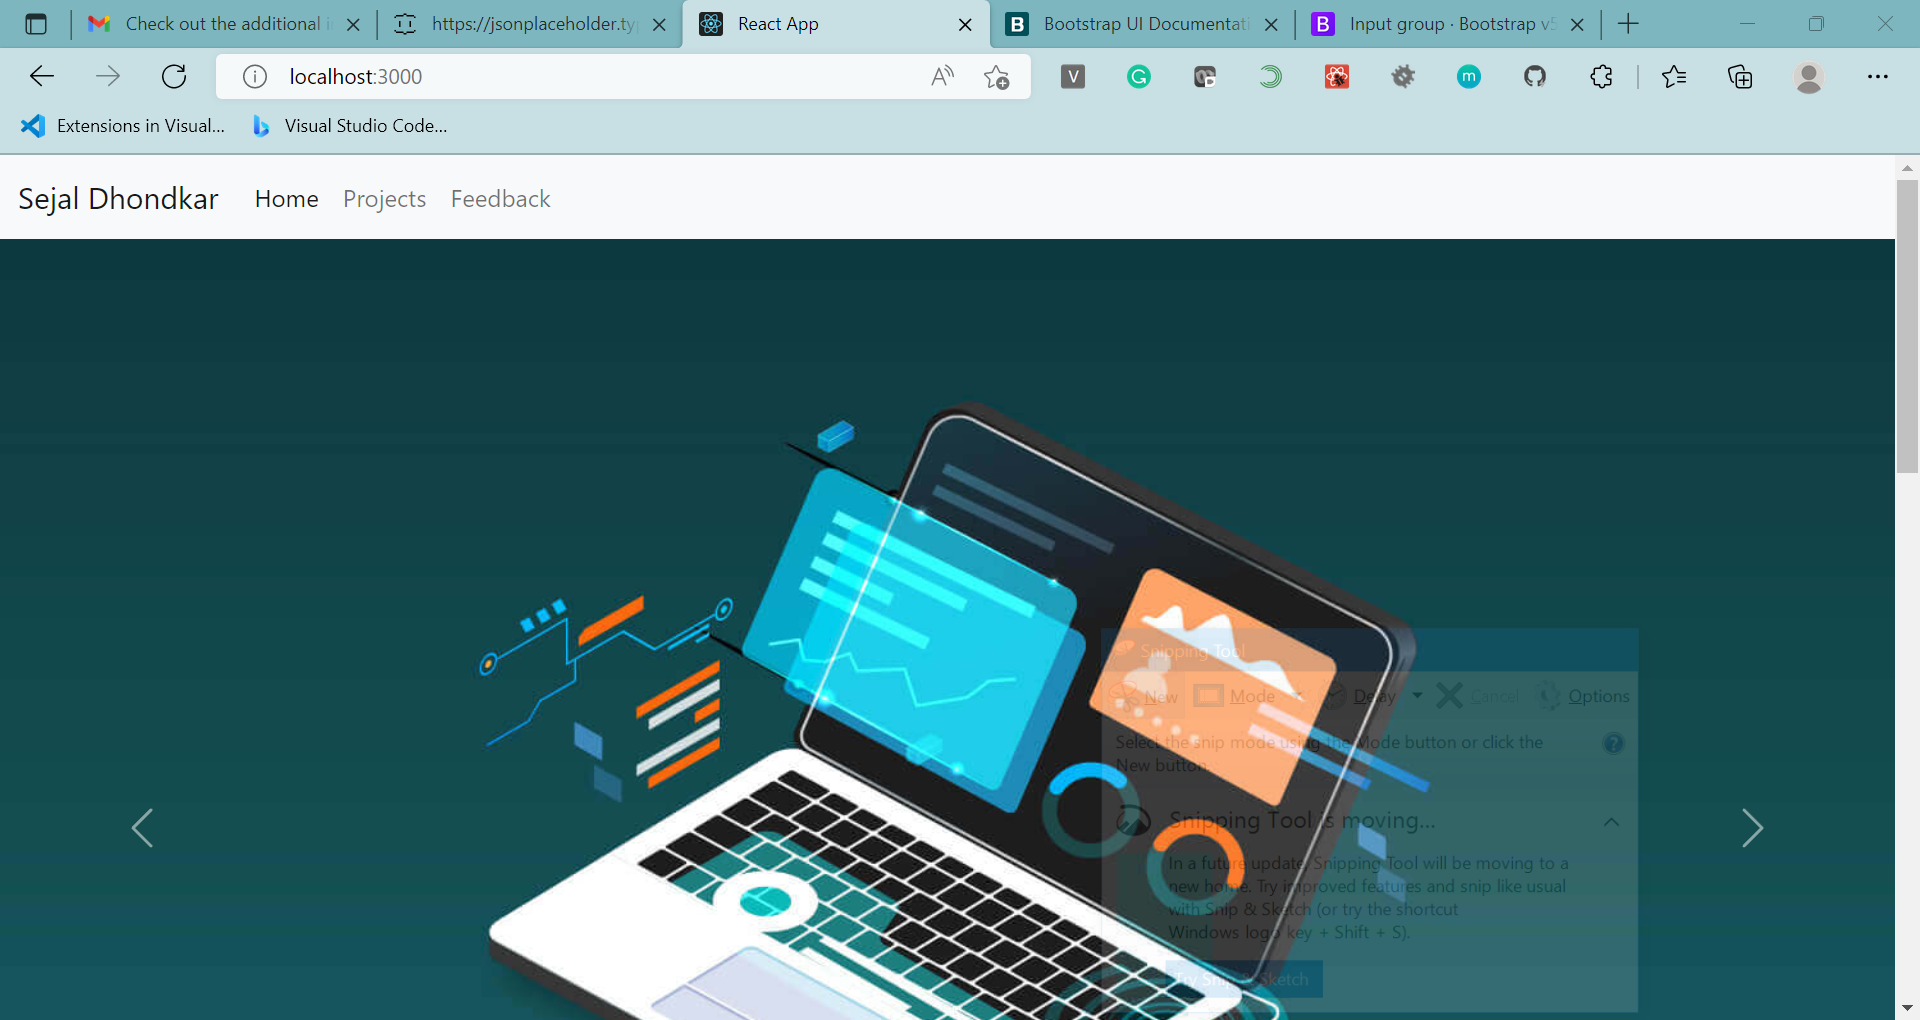 Check out the additional i
https://jsonplaceholder.ty
React App
Bootstrap UI Documentati
Input group · Bootstrap v5
localhost:3000
V
G
m
Extensions in Visual...
Visual Studio Code...
Sejal Dhondkar
Home
Projects
Feedback
Snipping Tool
New
Mode
Delay
Cancel
Options
Select the snip mode using the Mode button or click the
New button.
Snipping Tool is moving...
In a future update, Snipping Tool will be moving to a
new home. Try improved features and snip like usual
with Snip & Sketch (or try the shortcut
Windows logo key + Shift + S).
Try Snip & Sketch